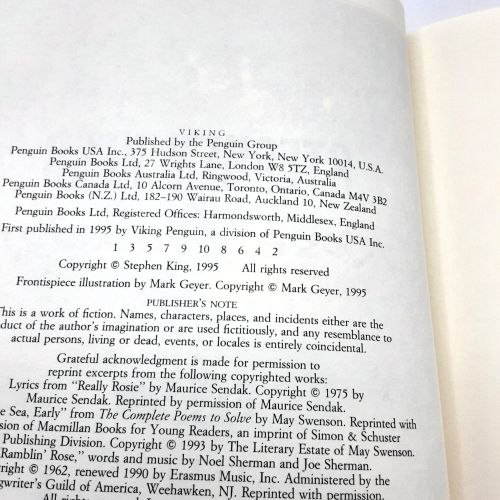 VIKING
Published by the Penguin Group
Penguin Books USA Inc., 375 Hudson Street, New York, New York 10014, U.S.A.
Penguin Books Ltd, 27 Wrights Lane, London W8 5TZ, England
Penguin Books Australia Ltd, Ringwood, Victoria, Australia
Penguin Books Canada Ltd, 10 Alcorn Avenue, Toronto, Ontario, Canada M4V 3B2
Penguin Books (N.Z.) Ltd, 182–190 Wairau Road, Auckland 10, New Zealand
Penguin Books Ltd, Registered Offices: Harmondsworth, Middlesex, England
First published in 1995 by Viking Penguin, a division of Penguin Books USA Inc.
1 3 5 7 9 10 8 6 4 2
Copyright © Stephen King, 1995 All rights reserved
Frontispiece illustration by Mark Geyer. Copyright © Mark Geyer, 1995
PUBLISHER'S NOTE
his is a work of fiction. Names, characters, places, and incidents either are the
duct of the author's imagination or are used fictitiously, and any resemblance to
actual persons, living or dead, events, or locales is entirely coincidental.
Grateful acknowledgment is made for permission to
reprint excerpts from the following copyrighted works:
Lyrics from "Really Rosie" by Maurice Sendak. Copyright © 1975 by
Maurice Sendak. Reprinted by permission of Maurice Sendak.
e Sea, Early" from The Complete Poems to Solve by May Swenson. Reprinted with
sion of Macmillan Books for Young Readers, an imprint of Simon & Schuster
Publishing Division. Copyright © 1993 by The Literary Estate of May Swenson.
Ramblin' Rose," words and music by Noel Sherman and Joe Sherman.
right © 1962, renewed 1990 by Erasmus Music, Inc. Administered by the
gwriter's Guild of America, Weehawken, NJ. Reprinted with permission.
All rights